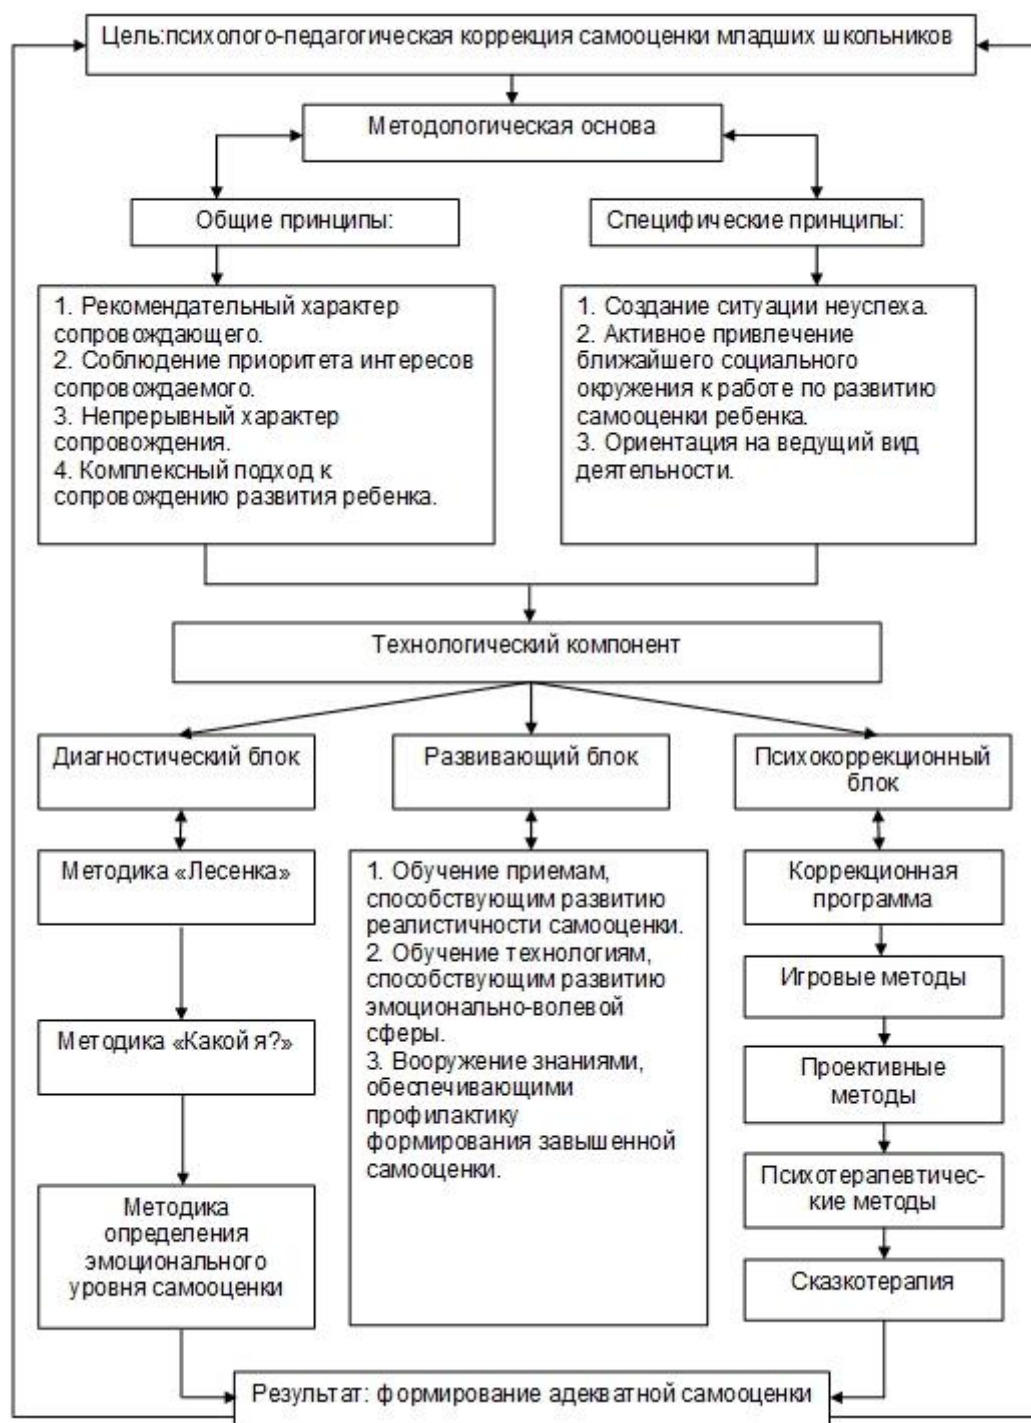 Цель:психолого-педагогическая коррекция самооценки младших школьников
Методологическая основа
Общие принципы:
Специфические принципы:
1. Рекомендательный характер
сопровождающего.
2. Соблюдение приоритета интересов
сопровождаемого.
3. Непрерывный характер
сопровождения.
4. Комплексный подход к
сопровождению развития ребенка.
1. Создание ситуации неуспеха.
2. Активное привлечение
ближайшего социального
окружения к работе по развитию
самооценки ребенка.
3. Ориентация на ведущий вид
деятельности.
Технологический компонент
Диагностический блок
Развивающий блок
Психокоррекционный
блок
Методика «Лесенка»
Методика «Какой я?»
Методика
определения
эмоционального
уровня самооценки
1. Обучение приемам,
способствующим развитию
реалистичности самооценки.
2. Обучение технологиям,
способствующим развитию
эмоционально-волевой
сферы.
3. Вооружение знаниями,
обеспечивающими
профилактику
формирования завышенной
самооценки.
Коррекционная
программа
Игровые методы
Проективные
методы
Психотерапевтичес-
кие методы
Сказкотерапия
Результат: формирование адекватной самооценки